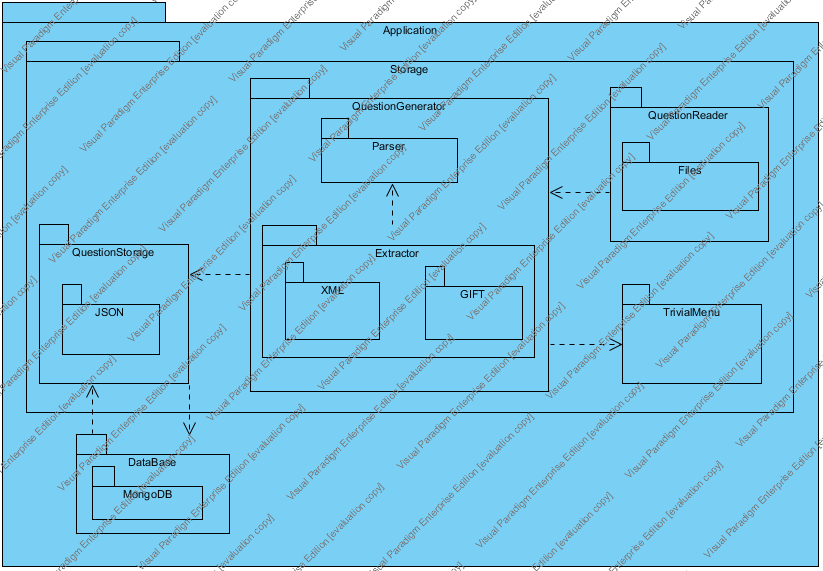 Application
Storage
QuestionGenerator
QuestionReader
Parser
Files
QuestionStorage
Extractor
XML
GIFT
JSON
TrivialMenu
DataBase
MongoDB
Visual Paradigm Enterprise Edition [evaluation copy]